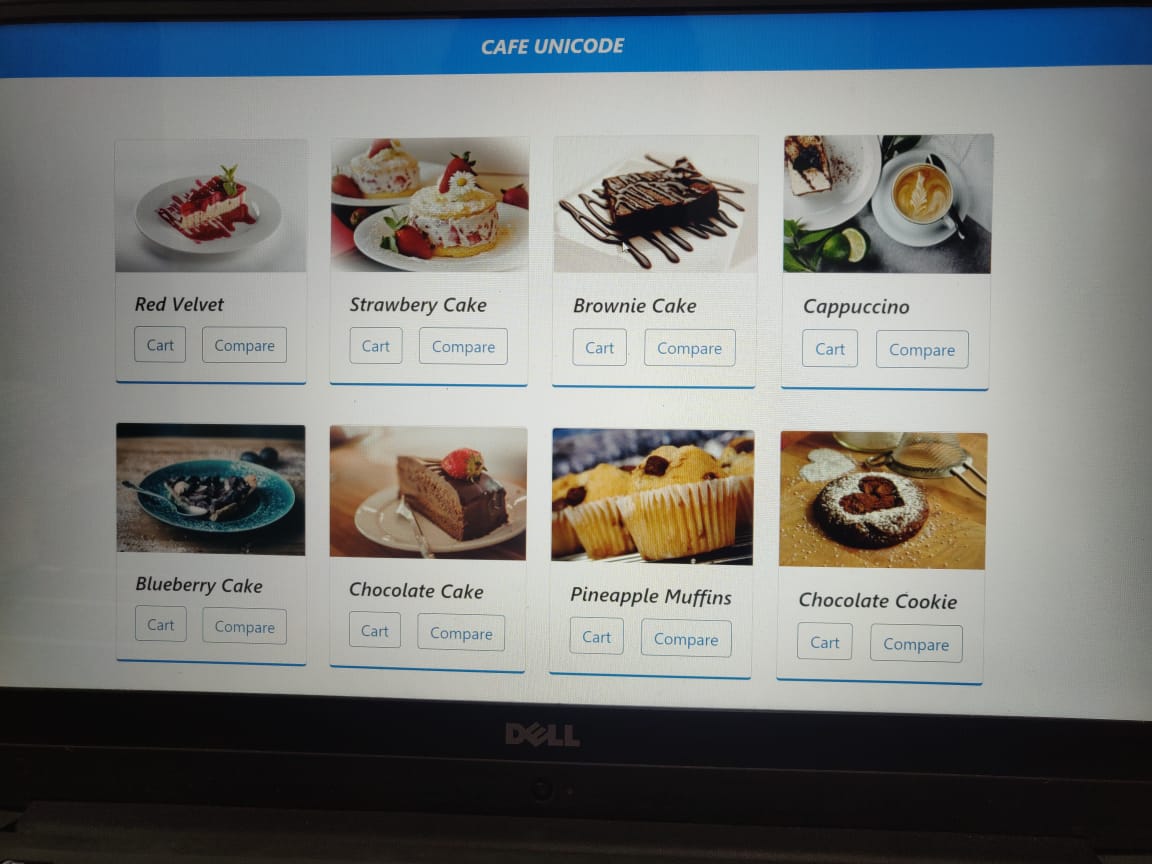 CAFE UNICODE
Red Velvet
Strawbery Cake
Brownie Cake
Cappuccino
Cart Compare
Cart Compare
Cart Compare
Cart Compare
Blueberry Cake
Chocolate Cake
Pineapple Muffins
Chocolate Cookie
Cart Compare
Cart Compare
Cart Compare
Cart Compare
DELL